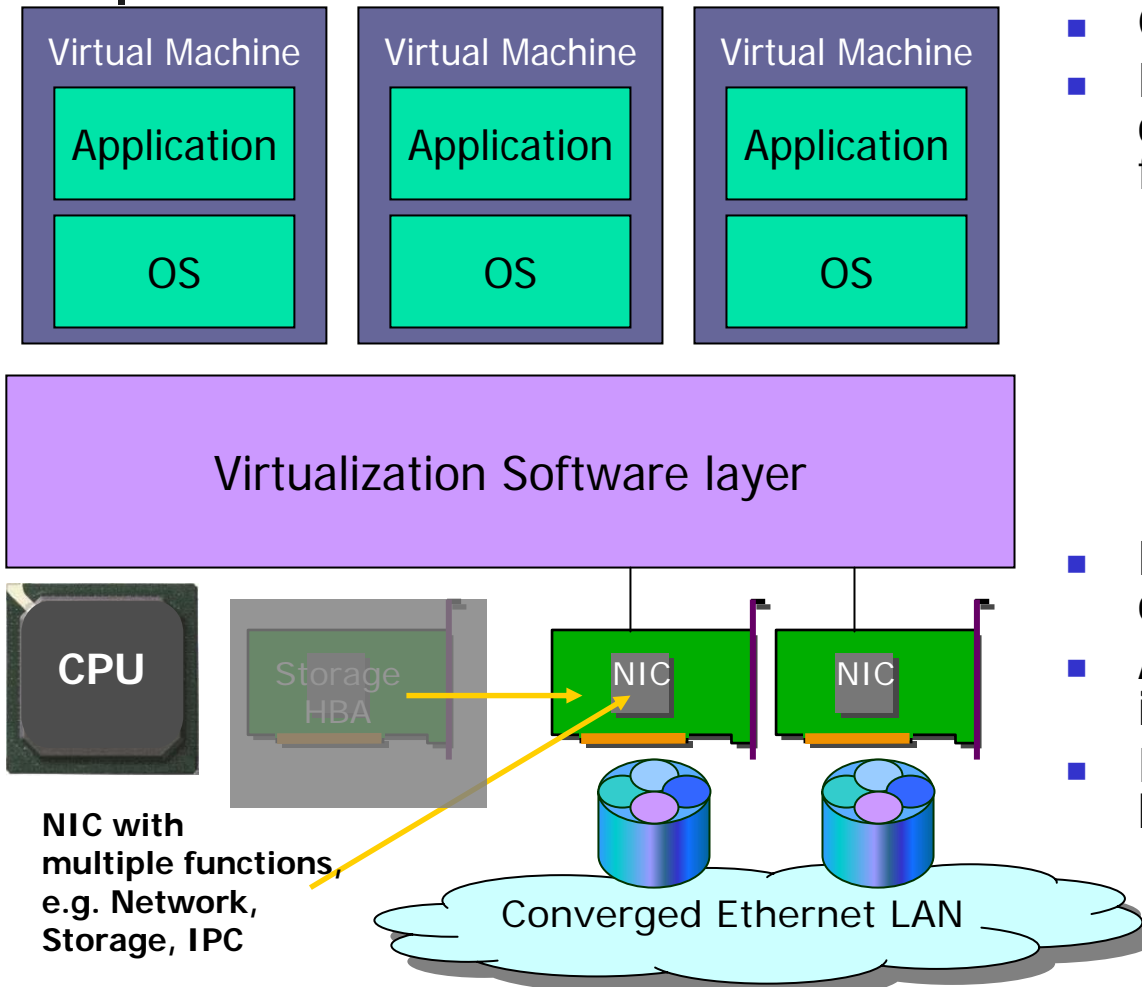 Virtual Machine
Application
OS
Virtual Machine
Application
OS
Virtual Machine
Application
OS
Virtualization Software layer
CPU
Storage
HBA
NIC
NIC
NIC with
multiple functions,
e.g. Network,
Storage, IPC
Converged Ethernet LAN